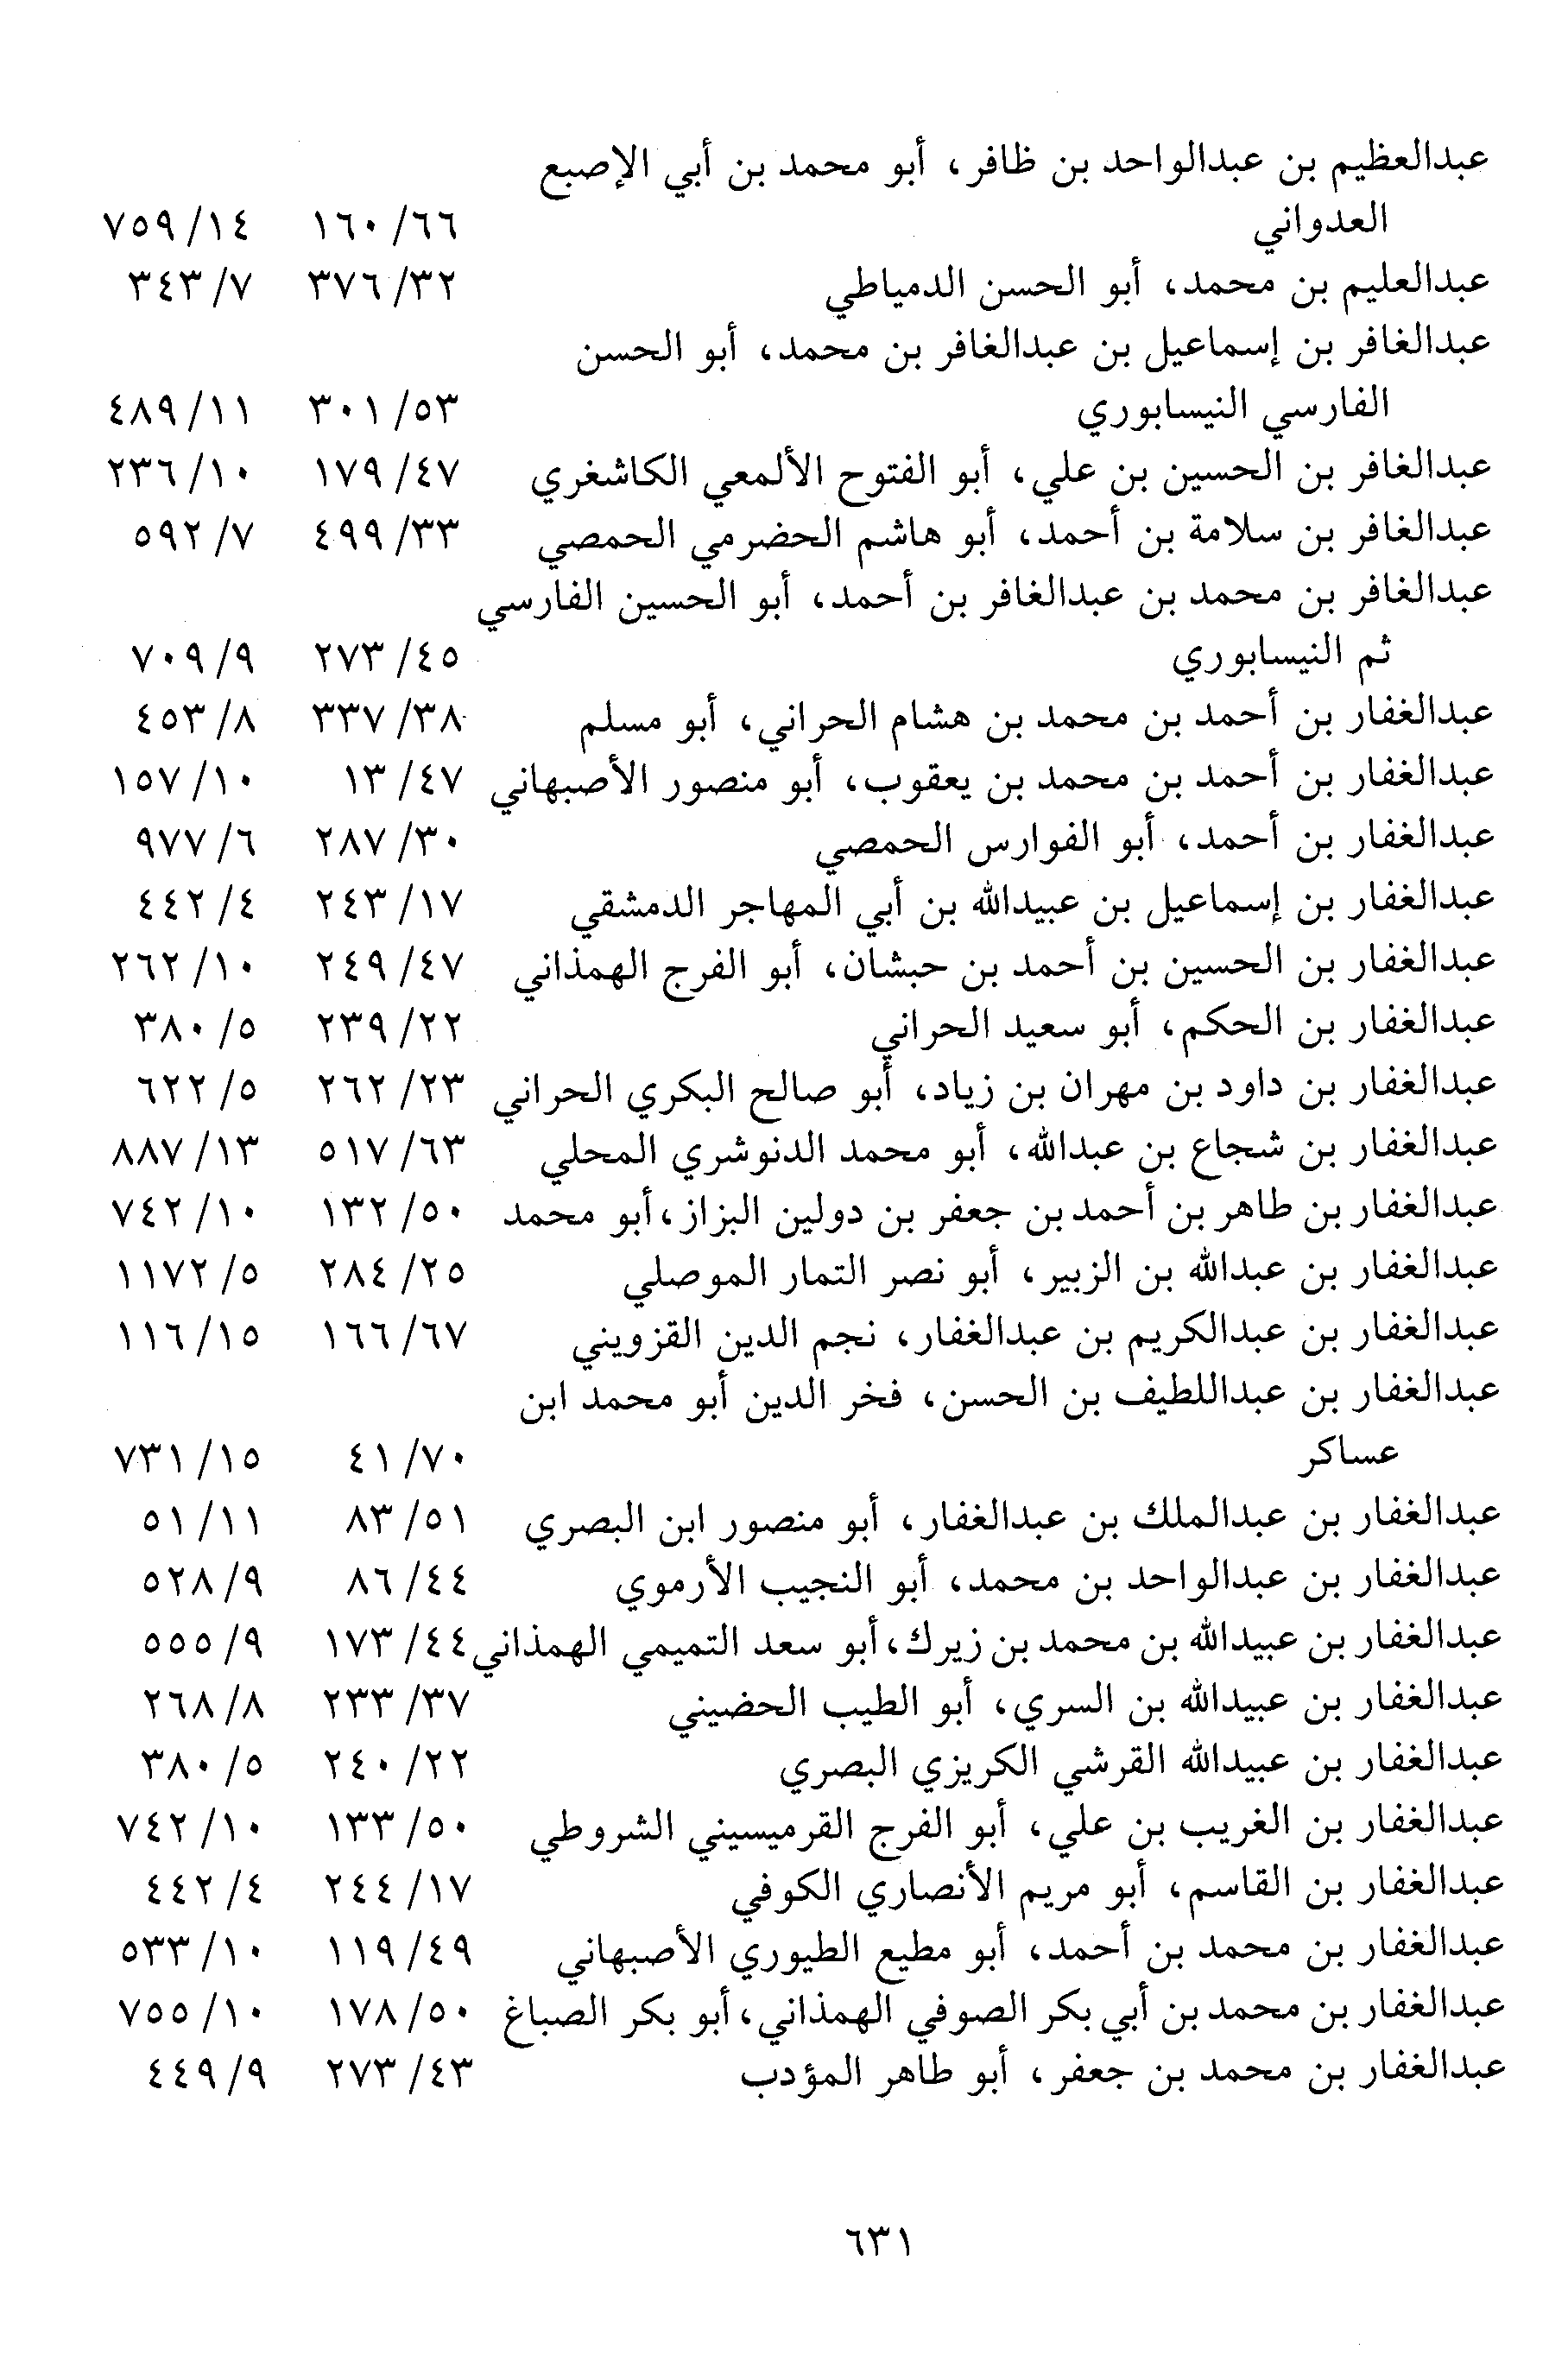 عبدالعظيم بن عبدالواحد بن ظافر، أبو محمد بن أبي الإصبع
العدواني ٦٦/ ١٦٠ ١٤/ ٧٥٩
عبدالعليم بن محمد، أبو الحسن الدمياطي ٣٢/ ٣٧٦ ٧/ ٣٤٣
عبدالغافر بن إسماعيل بن عبدالغافر بن محمد، أبو الحسن
الفارسي النيسابوري ٥٣/ ٣٠١ ١١/ ٤٨٩
عبدالغافر بن الحسين بن علي، أبو الفتوح الألمعي الكاشغري ٤٧/ ١٧٩ ١٠/ ٢٣٦
عبدالغافر بن سلامة بن أحمد، أبو هاشم الحضرمي الحمصي ٣٣/ ٤٩٩ ٧/ ٥٩٢
عبدالغافر بن محمد بن عبدالغافر بن أحمد، أبو الحسين الفارسي
ثم النيسابوري ٤٥/ ٢٧٣ ٩/ ٧٠٩
عبدالغفار بن أحمد بن محمد بن هشام الحراني، أبو مسلم ٣٨/ ٣٣٧ ٨/ ٤٥٣
عبدالغفار بن أحمد بن محمد بن يعقوب، أبو منصور الأصبهاني ٤٧/ ١٣ ١٠/ ١٥٧
عبدالغفار بن أحمد، أبو الفوارس الحمصي ٣٠/ ٢٨٧ ٦/ ٩٧٧
عبدالغفار بن إسماعيل بن عبيدالله بن أبي المهاجر الدمشقي ١٧/ ٢٤٣ ٤/ ٤٤٢
عبدالغفار بن الحسين بن أحمد بن حبشان، أبو الفرج الهمذاني ٤٧/ ٢٤٩ ١٠/ ٢٦٢
عبدالغفار بن الحكم، أبو سعيد الحراني ٢٢/ ٢٣٩ ٥/ ٣٨٠
عبدالغفار بن داود بن مهران بن زياد، أبو صالح البكري الحراني ٢٣/ ٢٦٢ ٥/ ٦٢٢
عبدالغفار بن شجاع بن عبدالله، أبو محمد الدنوشري المحلي ٦٣/ ٥١٧ ١٣/ ٨٨٧
عبدالغفار بن طاهر بن أحمد بن جعفر بن دولين البزاز، أبو محمد ٥٠/ ١٣٢ ١٠/ ٧٤٢
عبدالغفار بن عبدالله بن الزبير، أبو نصر التمار الموصلي ٢٥/ ٢٨٤ ٥/ ١١٧٢
عبدالغفار بن عبدالكريم بن عبدالغفار، نجم الدين القزويني ٦٧/ ١٦٦ ١٥/ ١١٦
عبدالغفار بن عبداللطيف بن الحسن، فخر الدين أبو محمد ابن
عساكر ٧٠/ ٤١ ١٥/ ٧٣١
عبدالغفار بن عبدالملك بن عبدالغفار، أبو منصور ابن البصري ٥١/ ٨٣ ١١/ ٥١
عبدالغفار بن عبدالواحد بن محمد، أبو النجيب الأرموي ٤٤/ ٨٦ ٩/ ٥٢٨
عبدالغفار بن عبيدالله بن محمد بن زيرك، أبو سعد التميمي الهمذاني ٤٤/ ١٧٣ ٩/ ٥٥٥
عبدالغفار بن عبيدالله بن السري، أبو الطيب الحضيني ٣٧/ ٢٣٣ ٨/ ٢٦٨
عبدالغفار بن عبيدالله القرشي الكريزي البصري ٢٢/ ٢٤٠ ٥/ ٣٨٠
عبدالغفار بن الغريب بن علي، أبو الفرج القرميسيني الشروطي ٥٠/ ١٣٣ ١٠/ ٧٤٢
عبدالغفار بن القاسم، أبو مريم الأنصاري الكوفي ١٧/ ٢٤٤ ٤/ ٤٤٢
عبدالغفار بن محمد بن أحمد، أبو مطيع الطيوري الأصبهاني ٤٩/ ١١٩ ١٠/ ٥٣٣
عبدالغفار بن محمد بن أبي بكر الصوفي الهمذاني، أبو بكر الصباغ ٥٠/ ١٧٨ ١٠/ ٧٥٥
عبدالغفار بن محمد بن جعفر، أبو طاهر المؤدب ٤٣/ ٢٧٣ ٩/ ٤٤٩
٦٣١